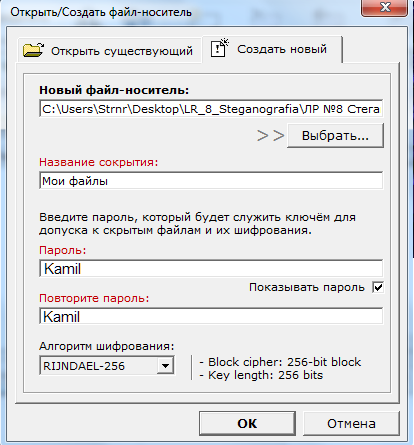 Открыть/Создать файл-носитель
Открыть существующий
Создать новый
Новый файл-носитель:
C:\Users\Strnr\Desktop\LR_8_Steganografia\ЛР №8 Стега
>> Выбрать...
Название сокрытия:
Мои файлы
Введите пароль, который будет служить ключём для
допуска к скрытым файлам и их шифрования.
Пароль:
Kamil
Показывать пароль
Повторите пароль:
Kamil
Алгоритм шифрования:
RIJNDAEL-256
- Block cipher: 256-bit block
- Key length: 256 bits
OK
Отмена